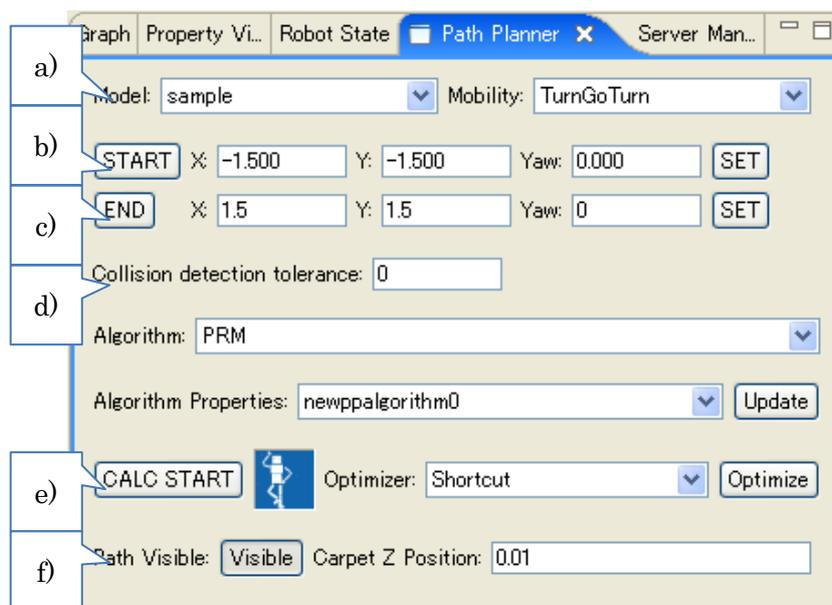 Graph Property Vi... Robot State Path Planner Server Man...
a)
Model: sample Mobility: TurnGoTurn
b)
START X: -1.500 Y: -1.500 Yaw: 0.000 SET
c)
END X: 1.5 Y: 1.5 Yaw: 0 SET
d)
Collision detection tolerance: 0
Algorithm: PRM
Algorithm Properties: newppalgorithm0 Update
e)
CALC START Optimizer: Shortcut Optimize
f)
Path Visible: Visible Carpet Z Position: 0.01